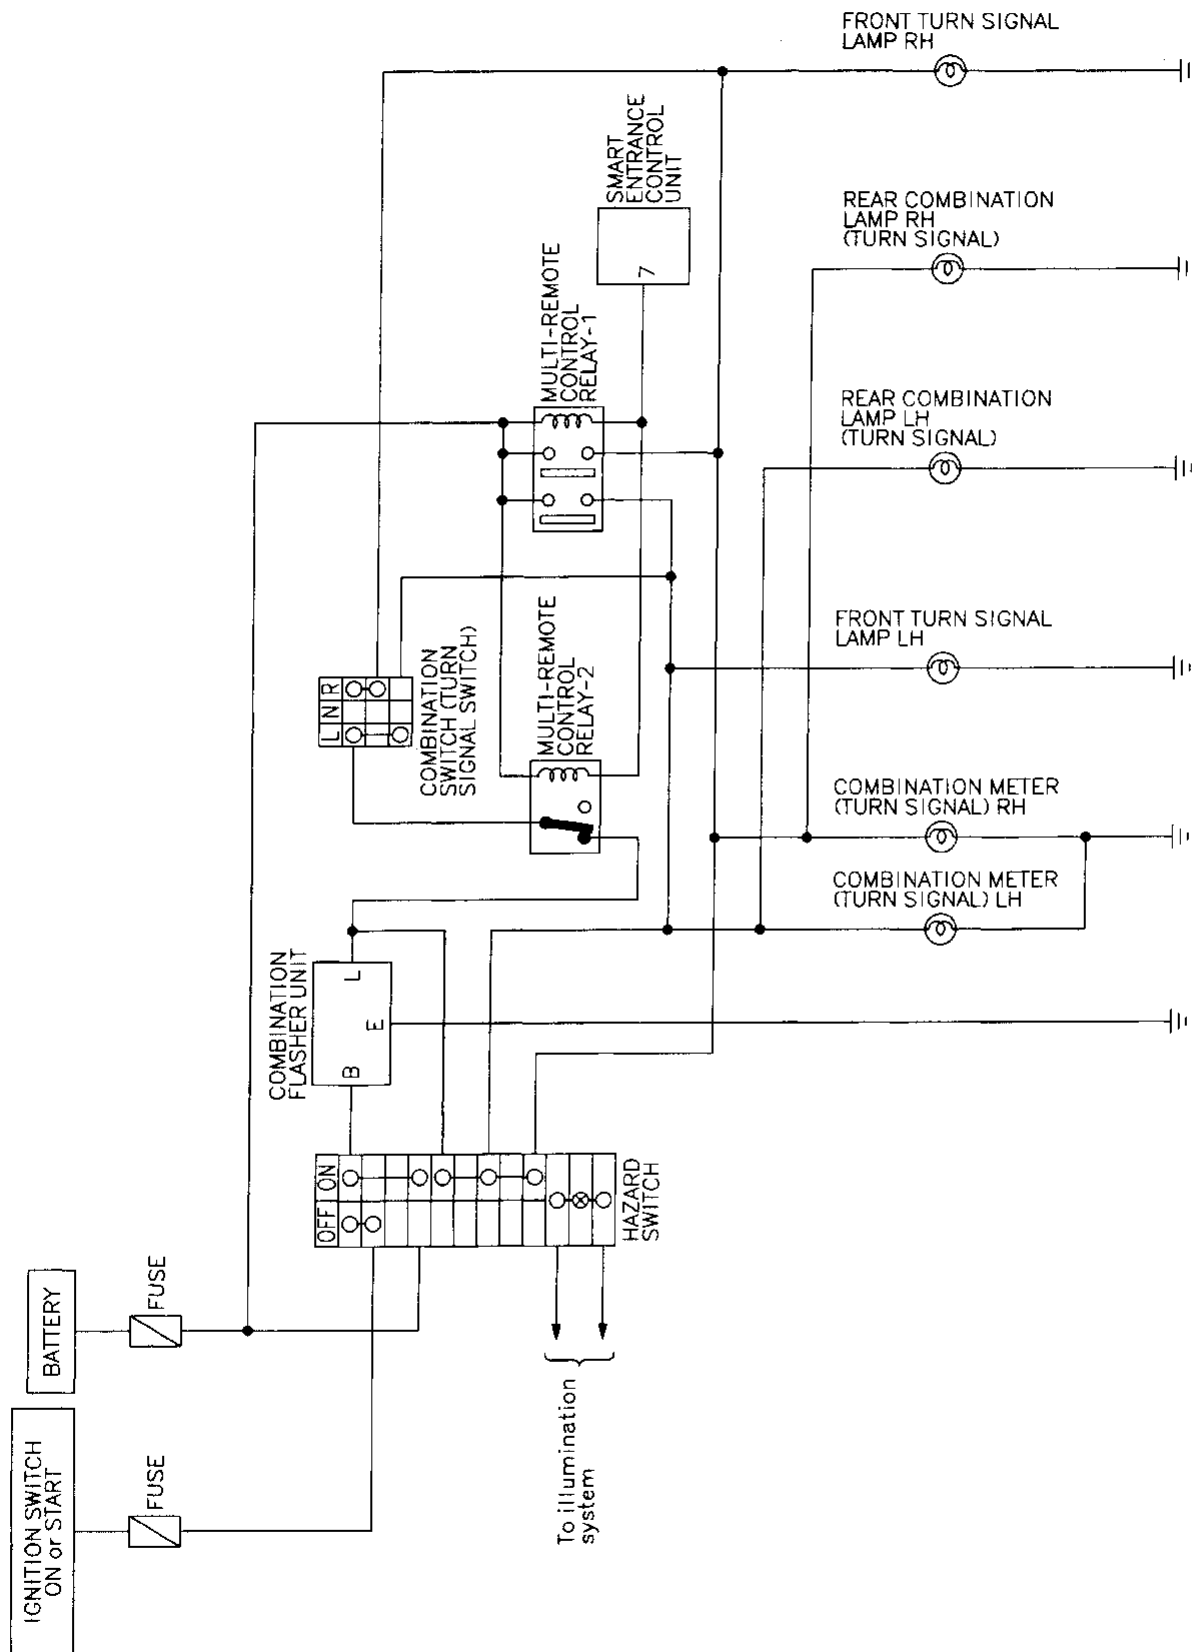 FRONT TURN SIGNAL
LAMP RH
SMART
ENTRANCE
CONTROL
UNIT
7
REAR COMBINATION
LAMP RH
(TURN SIGNAL)
MULTI-REMOTE
CONTROL
RELAY-1
REAR COMBINATION
LAMP LH
(TURN SIGNAL)
L N R
COMBINATION
SWITCH (TURN
SIGNAL SWITCH)
MULTI-REMOTE
CONTROL
RELAY-2
FRONT TURN SIGNAL
LAMP LH
COMBINATION METER
(TURN SIGNAL) RH
COMBINATION METER
(TURN SIGNAL) LH
COMBINATION
FLASHER UNIT
B
E
L
OFF ON
HAZARD
SWITCH
BATTERY
FUSE
IGNITION SWITCH
ON or START
FUSE
To illumination
system